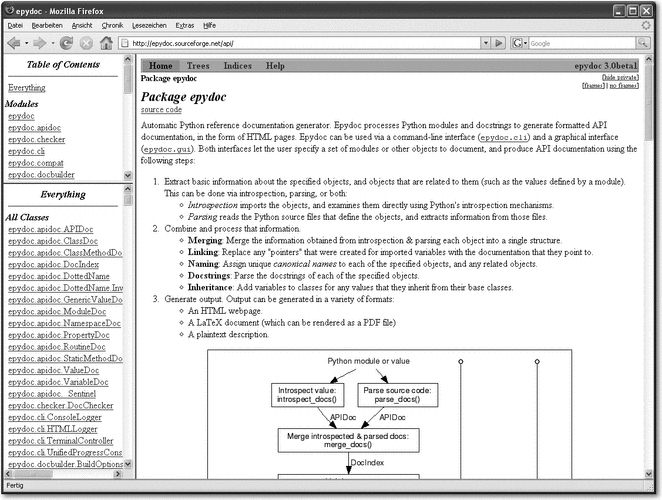 epydoc - Mozilla Firefox
Datei Bearbeiten Ansicht Chronik Lesezeichen Extras Hilfe
http://epydoc.sourceforge.net/api/
Google
Table of Contents
Everything
Modules
epydoc
epydoc.apidoc
epydoc.checker
epydoc.cli
epydoc.compat
epydoc.docbuilder
Everything
All Classes
epydoc.apidoc.APIDoc
epydoc.apidoc.ClassDoc
epydoc.apidoc.ClassMethodDo
epydoc.apidoc.DocIndex
epydoc.apidoc.DottedName
epydoc.apidoc.DottedName.Inv
epydoc.apidoc.GenericValueDo
epydoc.apidoc.ModuleDoc
epydoc.apidoc.NamespaceDoc
epydoc.apidoc.PropertyDoc
epydoc.apidoc.RoutineDoc
epydoc.apidoc.StaticMethodDo
epydoc.apidoc.ValueDoc
epydoc.apidoc.VariableDoc
epydoc.apidoc._Sentinel
epydoc.checker.DocChecker
epydoc.cli.ConsoleLogger
epydoc.cli.HTMLLogger
epydoc.cli.TerminalController
epydoc.cli.UnifiedProgressCons
epydoc.docbuilder.BuildOptions
Home Trees Indices Help epydoc 3.0beta1
Package epydoc [hide private]
[frames] | no frames]
Package epydoc
source code
Automatic Python reference documentation generator. Epydoc processes Python modules and docstrings to generate formatted API
documentation, in the form of HTML pages. Epydoc can be used via a command-line interface (epydoc.cli) and a graphical interface
(epydoc.gui). Both interfaces let the user specify a set of modules or other objects to document, and produce API documentation using the
following steps:
1. Extract basic information about the specified objects, and objects that are related to them (such as the values defined by a module).
This can be done via introspection, parsing, or both:
Introspection imports the objects, and examines them directly using Python's introspection mechanisms.
Parsing reads the Python source files that define the objects, and extracts information from those files.
2. Combine and process that information.
Merging: Merge the information obtained from introspection & parsing each object into a single structure.
Linking: Replace any "pointers" that were created for imported variables with the documentation that they point to.
Naming: Assign unique canonical names to each of the specified objects, and any related objects.
Docstrings: Parse the docstrings of each of the specified objects.
Inheritance: Add variables to classes for any values that they inherit from their base classes.
3. Generate output. Output can be generated in a variety of formats:
An HTML webpage.
A LaTeX document (which can be rendered as a PDF file)
A plaintext description.
Python module or value
Introspect value: Parse source code:
introspect_docs() parse_docs()
APIDoc APIDoc
Merge introspected & parsed docs:
merge_docs()
DocIndex
Fertig